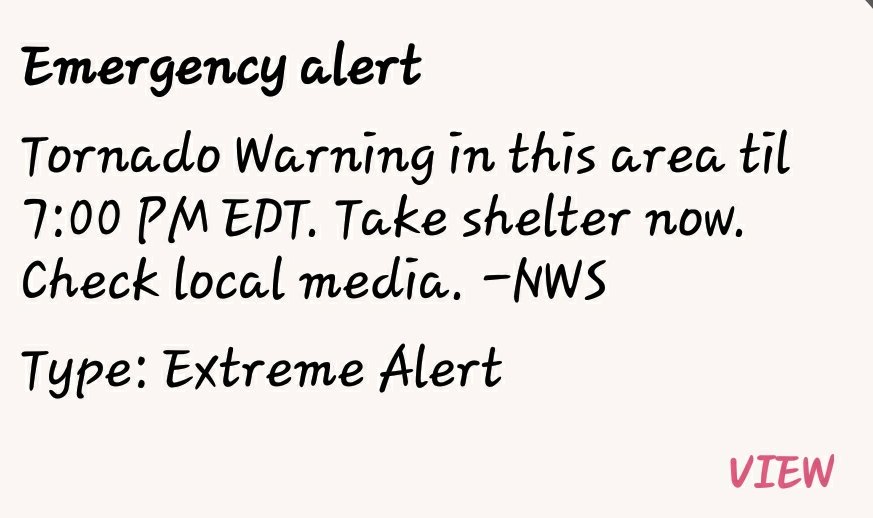 Emergency alert
Tornado Warning in this area til
7:00 PM EDT. Take shelter now.
Check local media. -NWS
Type: Extreme Alert
VIEW